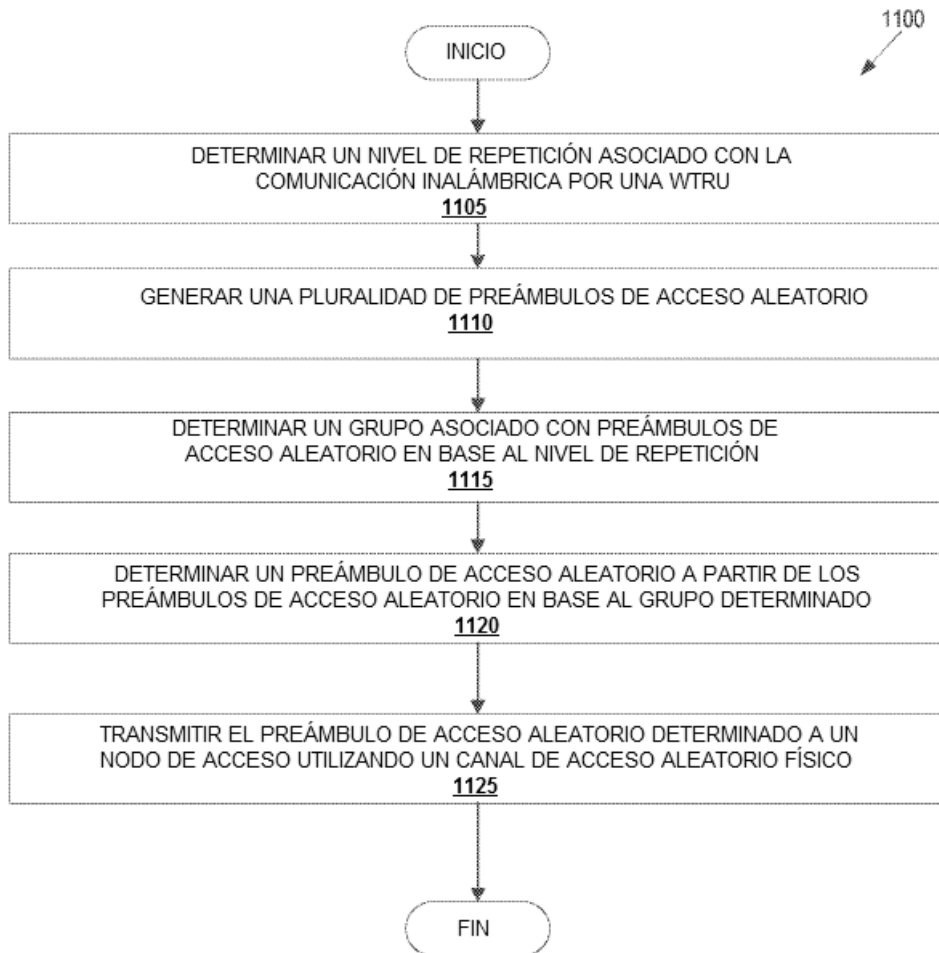 1100
INICIO
DETERMINAR UN NIVEL DE REPETICIÓN ASOCIADO CON LA
COMUNICACIÓN INALÁMBRICA POR UNA WTRU
1105
GENERAR UNA PLURALIDAD DE PREÁMBULOS DE ACCESO ALEATORIO
1110
DETERMINAR UN GRUPO ASOCIADO CON PREÁMBULOS DE
ACCESO ALEATORIO EN BASE AL NIVEL DE REPETICIÓN
1115
DETERMINAR UN PREÁMBULO DE ACCESO ALEATORIO A PARTIR DE LOS
PREÁMBULOS DE ACCESO ALEATORIO EN BASE AL GRUPO DETERMINADO
1120
TRANSMITIR EL PREÁMBULO DE ACCESO ALEATORIO DETERMINADO A UN
NODO DE ACCESO UTILIZANDO UN CANAL DE ACCESO ALEATORIO FÍSICO
1125
FIN